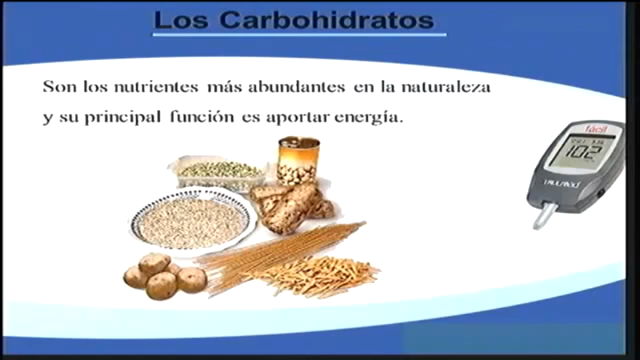 Los Carbohidratos
Son los nutrientes más abundantes en la naturaleza
y su principal función es aportar energía.
fácil
102